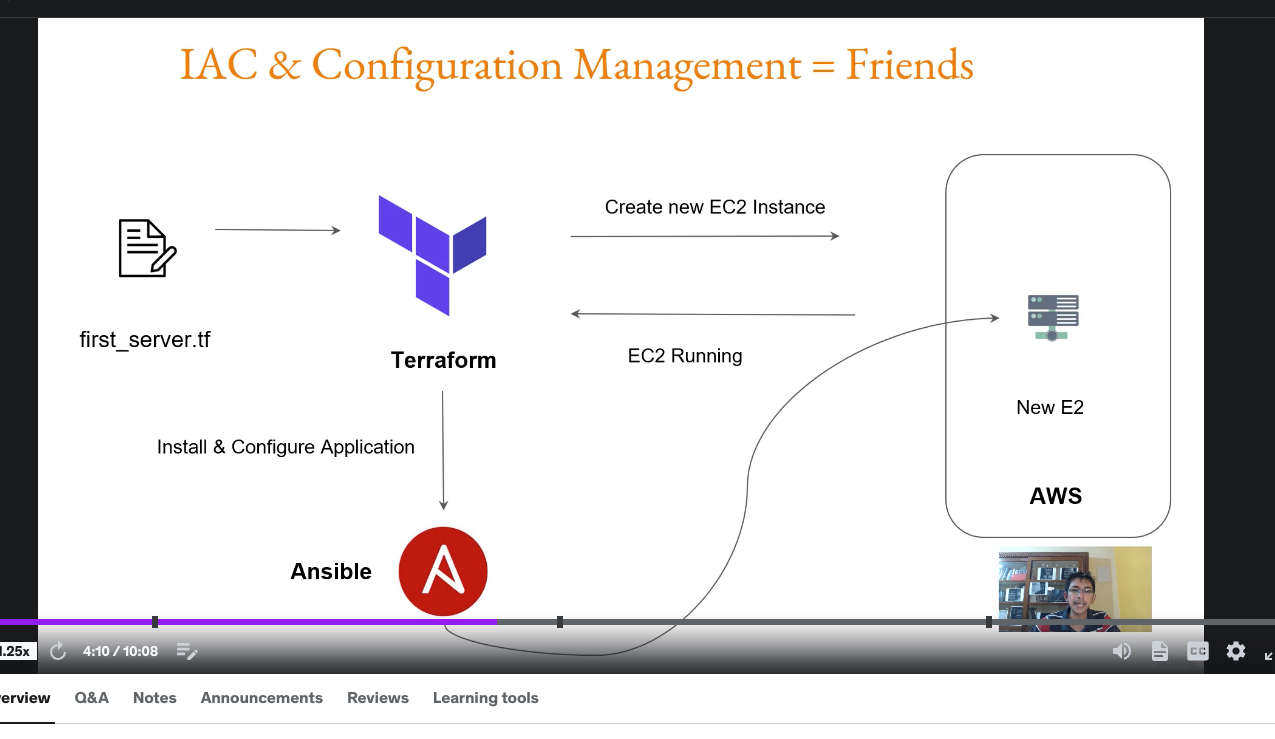 IAC & Configuration Management = Friends
Create new EC2 Instance
first_server.tf
Terraform
EC2 Running
New E2
Install & Configure Application
AWS
Ansible
1.25x
4:10 / 10:08
CC
Q&A
Notes
Announcements
Reviews
Learning tools